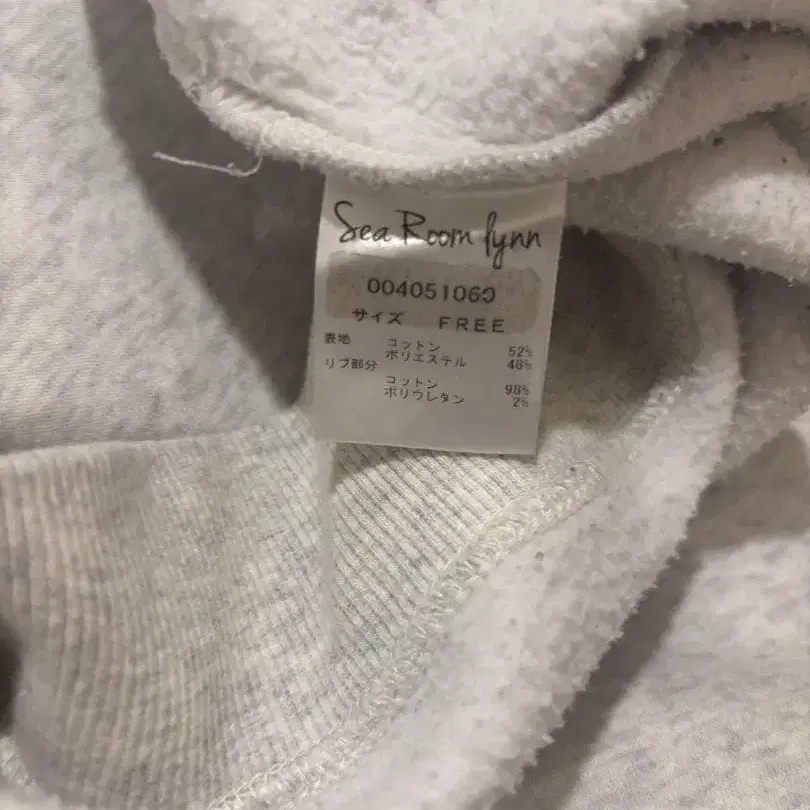 Sea Room lynn
004051060
サイズ FREE
表地 コットン 52%
ポリエステル 48%
リブ部分 コットン 98%
ポリウレタン 2%